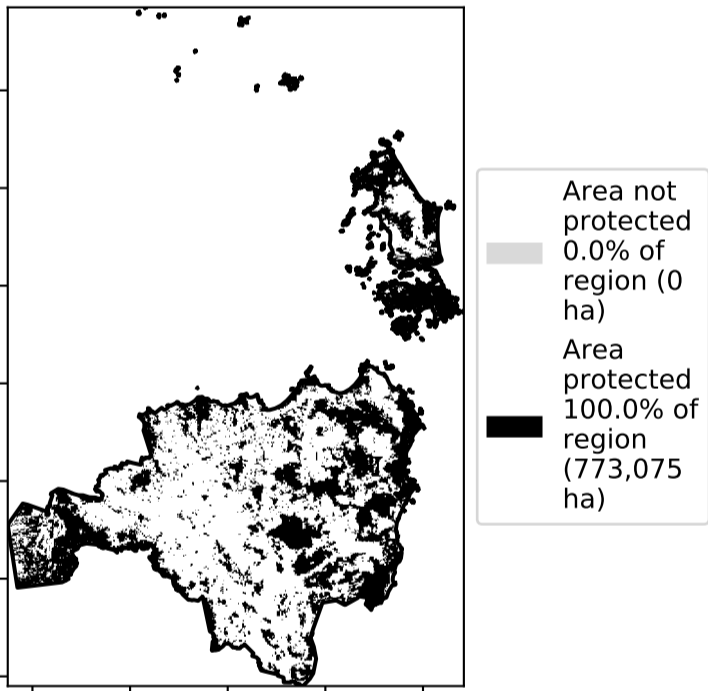 Area not
protected
0.0% of
region (0
ha)
Area
protected
100.0% of
region
(773,075
ha)